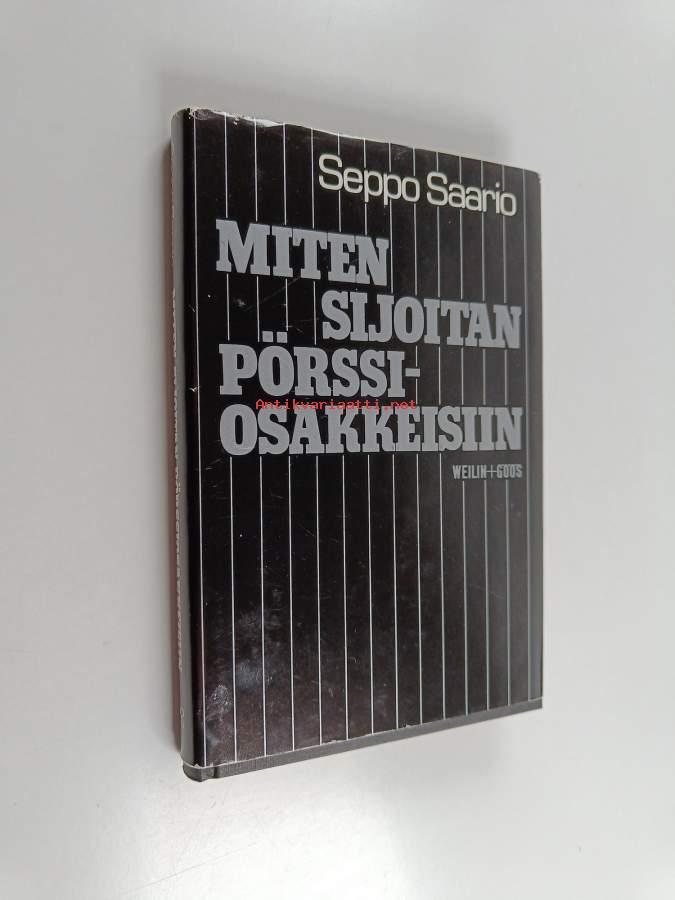 Seppo Saario
MITEN
SIJOITAN
PÖRSSI-
Antikvariaatti.net
OSAKKEISIIN
WEILIN+GÖÖS